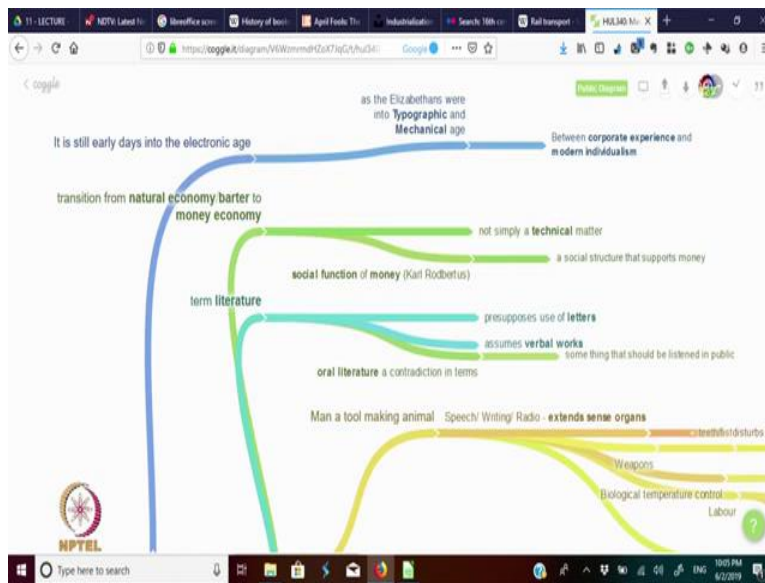 11 - LECTURE -
NDTV: Latest
libreoffice
History of
April Fools: The
Industrialization
Search: 16th cen
Rail transport -
HUL340: Me
Google
coggle
Public Diagram
It is still early days into the electronic age
as the Elizabethans were
into Typographic and
Mechanical age
Between corporate experience and
modern individualism
transition from natural economy/barter to
money economy
not simply a technical matter
a social structure that supports money
social function of money (Karl Rodbertus)
term literature
presupposes use of letters
assumes verbal works
some thing that should be listened in public
oral literature a contradiction in terms
Man a tool making animal Speech/ Writing/ Radio - extends sense organs
Weapons
Biological temperature control
Labour
NPTEL
?
Type here to search
ENG
10:05 PM
6/2/2019